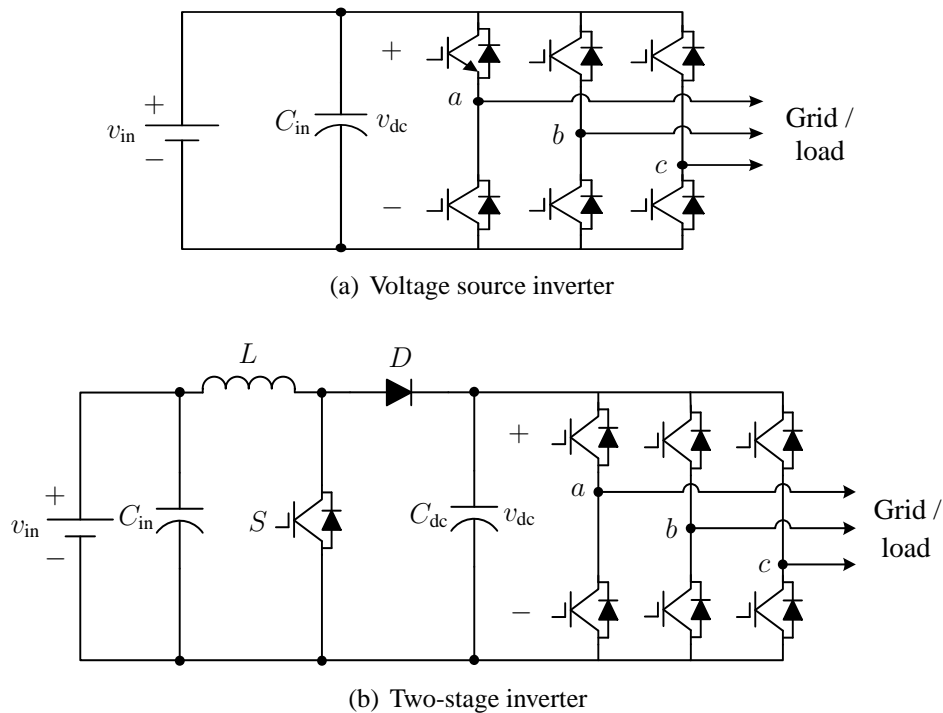 +
a
+
v_in
−
C_in
v_dc
b
Grid /
load
c
−
(a) Voltage source inverter
L
D
+
a
+
v_in
−
C_in
S
C_dc
v_dc
b
Grid /
load
c
−
(b) Two-stage inverter